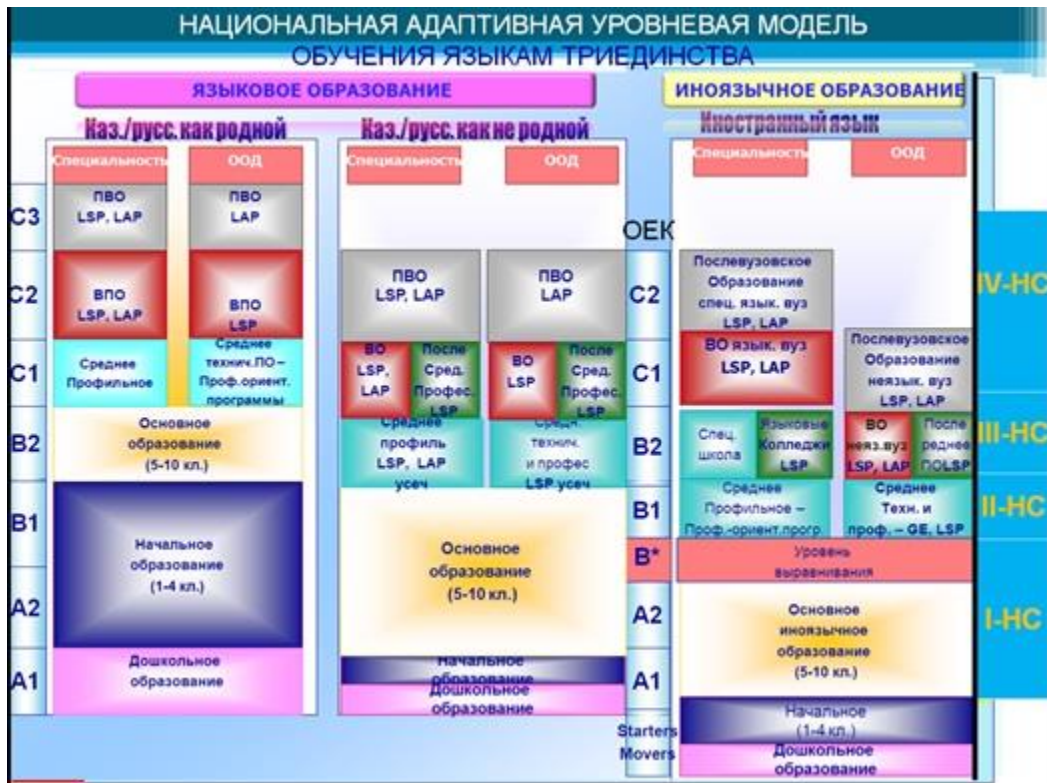 НАЦИОНАЛЬНАЯ АДАПТИВНАЯ УРОВНЕВАЯ МОДЕЛЬ
ОБУЧЕНИЯ ЯЗЫКАМ ТРИЕДИНСТВА
ЯЗЫКОВОЕ ОБРАЗОВАНИЕ
Каз./русс. как родной
Каз./русс. как не родной
Специальность
ООД
Специальность
ООД
C3
C2
C1
B2
B1
A2
A1
ПВО
LSP, LAP
ПВО
LAP
ВПО
LSP, LAP
ВПО
LSP
Среднее
Профильное
Среднее
технич.ПО –
Проф.ориент.
программы
Основное
образование
(5-10 кл.)
Начальное
образование
(1-4 кл.)
Дошкольное
образование
ПВО
LSP, LAP
ПВО
LAP
ВО
LSP,
LAP
После
Сред.
Профес.
LSP
ВО
LSP
После
Сред.
Профес.
LSP
Среднее
профиль
LSP, LAP
усеч
Средн.
технич.
и профес
LSP усеч
Основное
образование
(5-10 кл.)
Начальное
образование
Дошкольное
образование
ИНОЯЗЫЧНОЕ ОБРАЗОВАНИЕ
Иностранный язык
Специальность
ООД
ОЕК
C2
C1
B2
B1
B*
A2
A1
Starters
Movers
Послевузовское
Образование
спец. язык. вуз
LSP, LAP
ВО язык. вуз
LSP, LAP
Послевузовское
Образование
неязык. вуз
LSP, LAP
Спец.
школа
Языковые
Колледжи
LSP
ВО
неяз.вуз
LSP, LAP
После
реднее
ПОLSP
Среднее
Профильное –
Проф.-ориент.прогр.
Среднее
Техн. и
проф. – GE, LSP
Уровень
выравнивания
Основное
иноязычное
образование
(5-10 кл.)
Начальное
(1-4 кл.)
Дошкольное
образование
IV-НС
III-НС
II-НС
I-НС